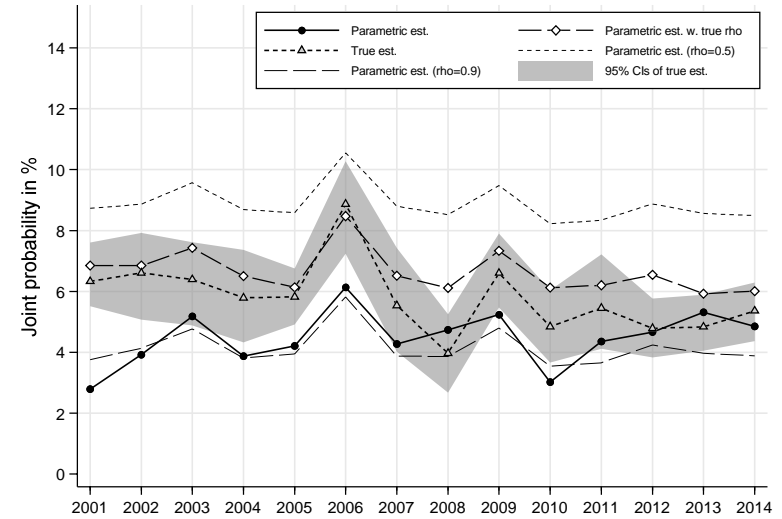 Parametric est.
Parametric est. w. true rho
True est.
Parametric est. (rho=0.5)
Parametric est. (rho=0.9)
95% CIs of true est.
Joint probability in %
14
12
10
8
6
4
2
0
2001 2002 2003 2004 2005 2006 2007 2008 2009 2010 2011 2012 2013 2014